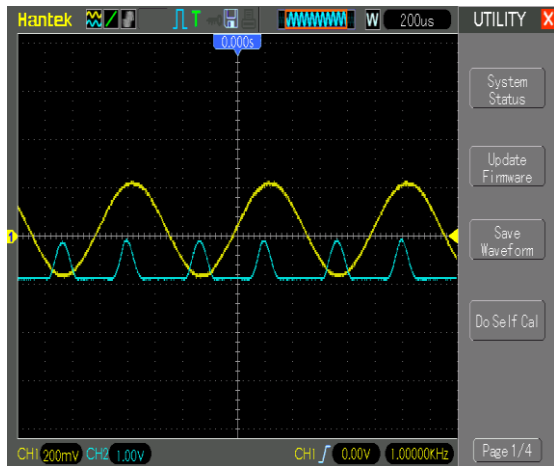 Hantek T W 200us UTILITY X
0.000s
System
Status
Update
Firmware
1
Save
Waveform
Do Self Cal
CH1 200mV CH2 1.00V CH1 0.00V 1.00000KHz
Page 1/4